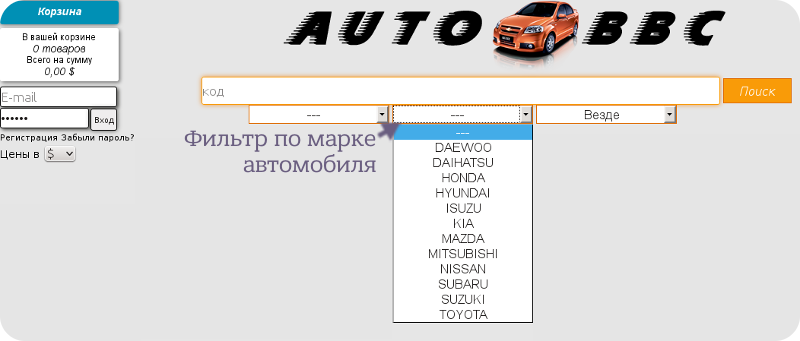 Корзина
В вашей корзине
0 товаров
Всего на сумму
0,00 $
E-mail
••••••
Вход
Регистрация Забыли пароль?
Цены в $
AUTO BBC
код
Поиск
---
---
Везде
Фильтр по марке
автомобиля
---
DAEWOO
DAIHATSU
HONDA
HYUNDAI
ISUZU
KIA
MAZDA
MITSUBISHI
NISSAN
SUBARU
SUZUKI
TOYOTA